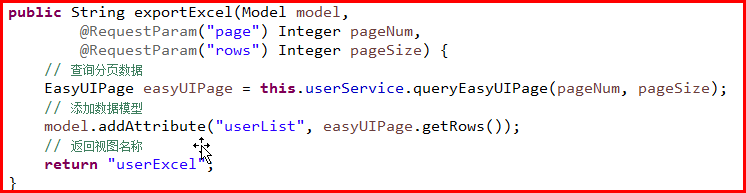 public String exportExcel(Model model,
@RequestParam("page") Integer pageNum,
@RequestParam("rows") Integer pageSize) {
// 查询分页数据
EasyUIPage easyUIPage = this.userService.queryEasyUIPage(pageNum, pageSize);
// 添加数据模型
model.addAttribute("userList", easyUIPage.getRows());
// 返回视图名称
return "userExcel";
}